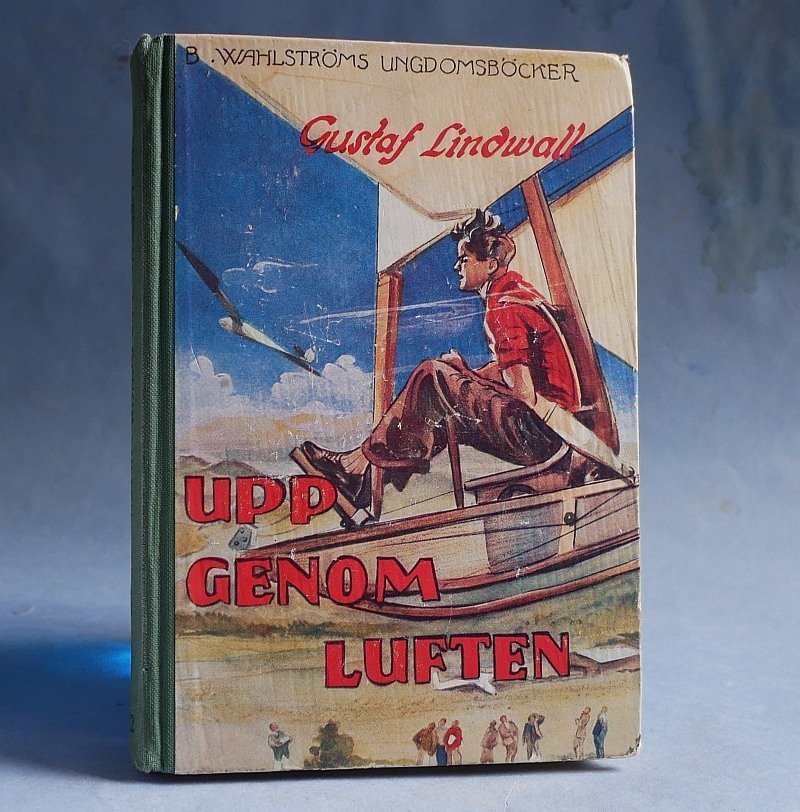 B. WAHLSTRÖMS UNGDOMSBÖCKER
Gustaf Lindwall
UPP
GENOM
LUFTEN